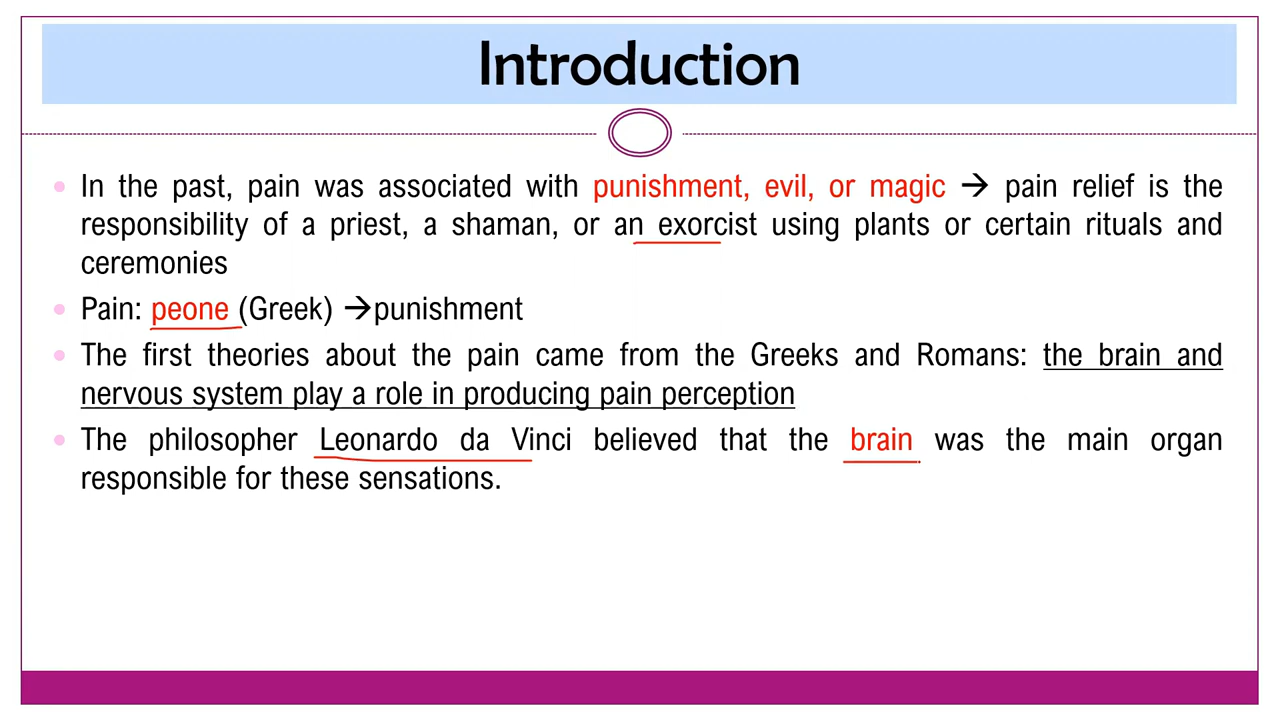 Introduction
In the past, pain was associated with punishment, evil, or magic → pain relief is the
responsibility of a priest, a shaman, or an exorcist using plants or certain rituals and
ceremonies
Pain: peone (Greek) →punishment
The first theories about the pain came from the Greeks and Romans: the brain and
nervous system play a role in producing pain perception
The philosopher Leonardo da Vinci believed that the brain was the main organ
responsible for these sensations.